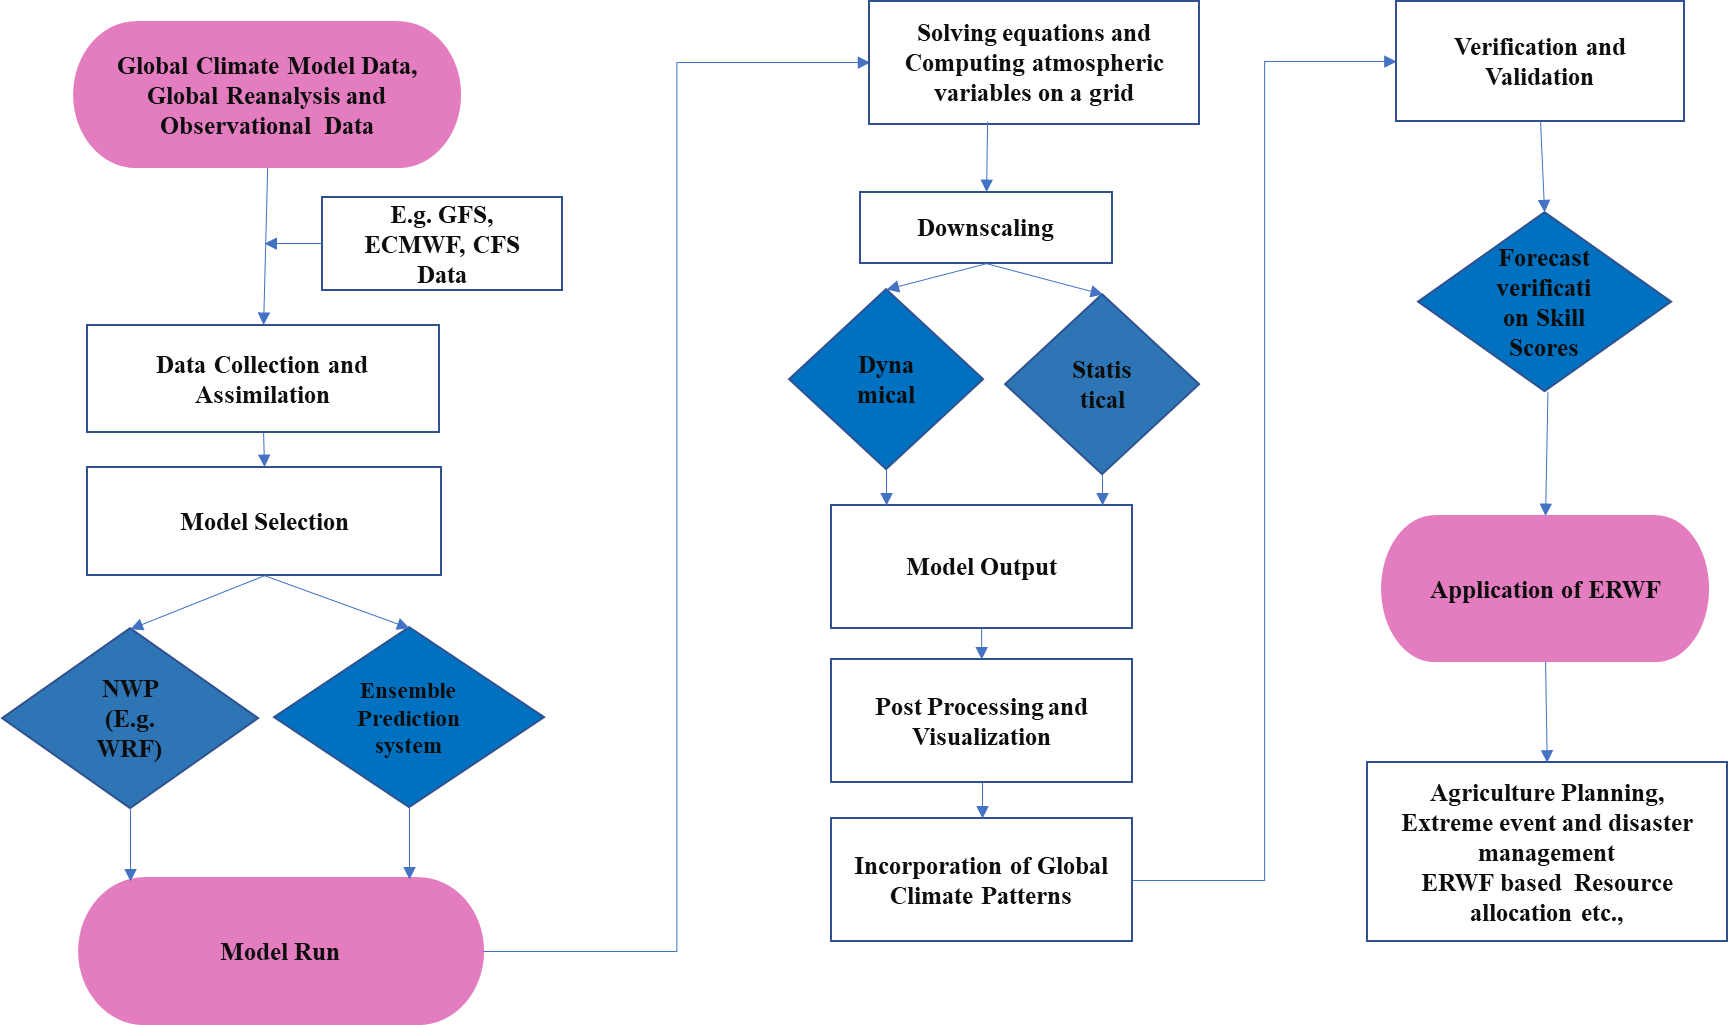 Global Climate Model Data,
Global Reanalysis and
Observational Data
E.g. GFS,
ECMWF, CFS
Data
Data Collection and
Assimilation
Model Selection
NWP
(E.g.
WRF)
Ensemble
Prediction
system
Model Run
Solving equations and
Computing atmospheric
variables on a grid
Downscaling
Dyna
mical
Statis
tical
Model Output
Post Processing and
Visualization
Incorporation of Global
Climate Patterns
Verification and
Validation
Forecast
verificati
on Skill
Scores
Application of ERWF
Agriculture Planning,
Extreme event and disaster
management
ERWF based Resource
allocation etc.,